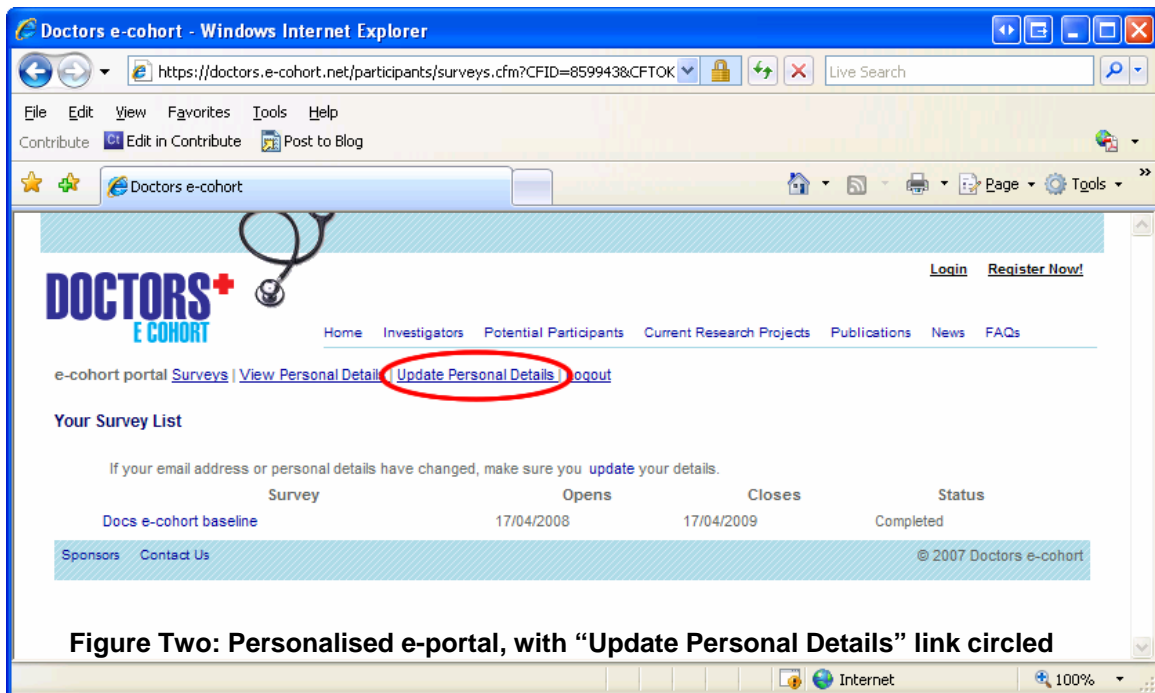 Doctors e-cohort - Windows Internet Explorer
https://doctors.e-cohort.net/participants/surveys.cfm?CFID=859943&CFTOK
Live Search
File Edit View Favorites Tools Help
Contribute Ct Edit in Contribute Post to Blog
Doctors e-cohort Page Tools »
Login Register Now!
DOCTORS+
E COHORT
Home Investigators Potential Participants Current Research Projects Publications News FAQs
e-cohort portal Surveys | View Personal Details | Update Personal Details | Logout
Your Survey List
If your email address or personal details have changed, make sure you update your details.
Survey Opens Closes Status
Docs e-cohort baseline 17/04/2008 17/04/2009 Completed
Sponsors Contact Us © 2007 Doctors e-cohort
Figure Two: Personalised e-portal, with “Update Personal Details” link circled
Internet 100%